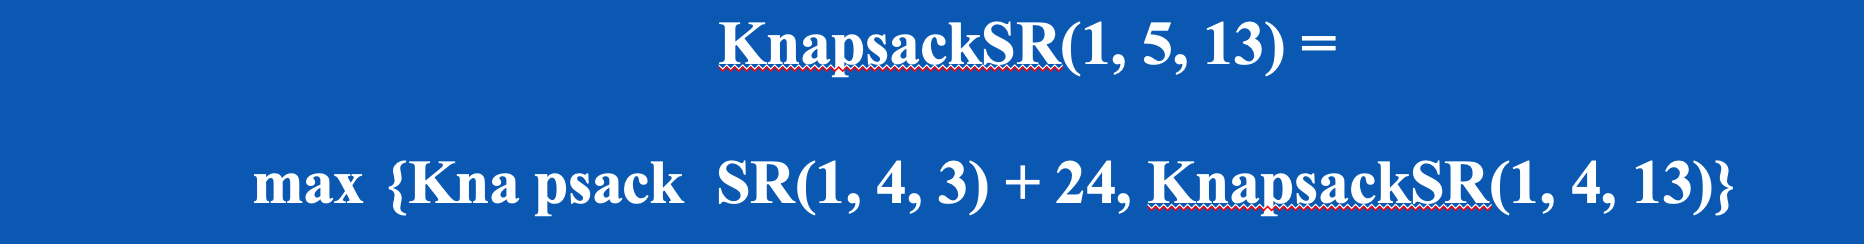 KnapsackSR(1, 5, 13) =
max {Kna psack SR(1, 4, 3) + 24, KnapsackSR(1, 4, 13)}